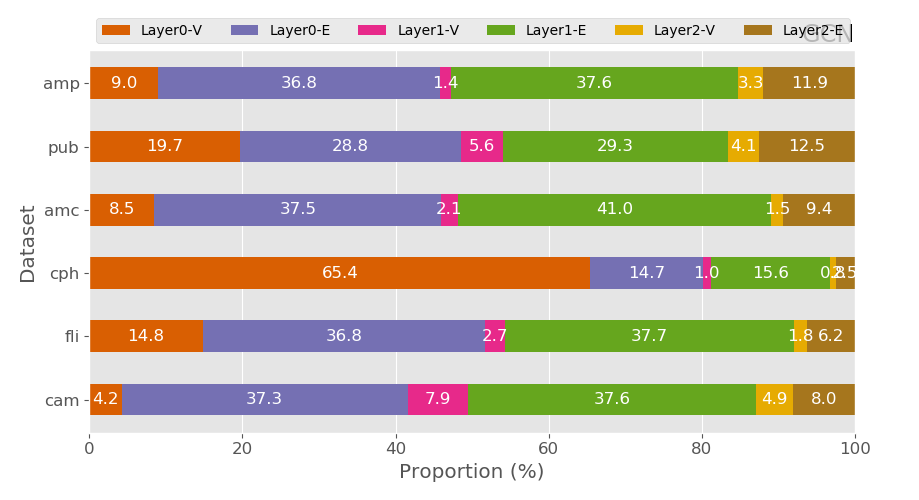 Layer0-V Layer0-E Layer1-V Layer1-E Layer2-V Layer2-E GCN
amp 9.0 36.8 1.4 37.6 3.3 11.9
pub 19.7 28.8 5.6 29.3 4.1 12.5
amc 8.5 37.5 2.1 41.0 1.5 9.4
cph 65.4 14.7 1.0 15.6
fli 14.8 36.8 2.7 37.7 1.8 6.2
cam 4.2 37.3 7.9 37.6 4.9 8.0
Dataset
0 20 40 60 80 100
Proportion (%)